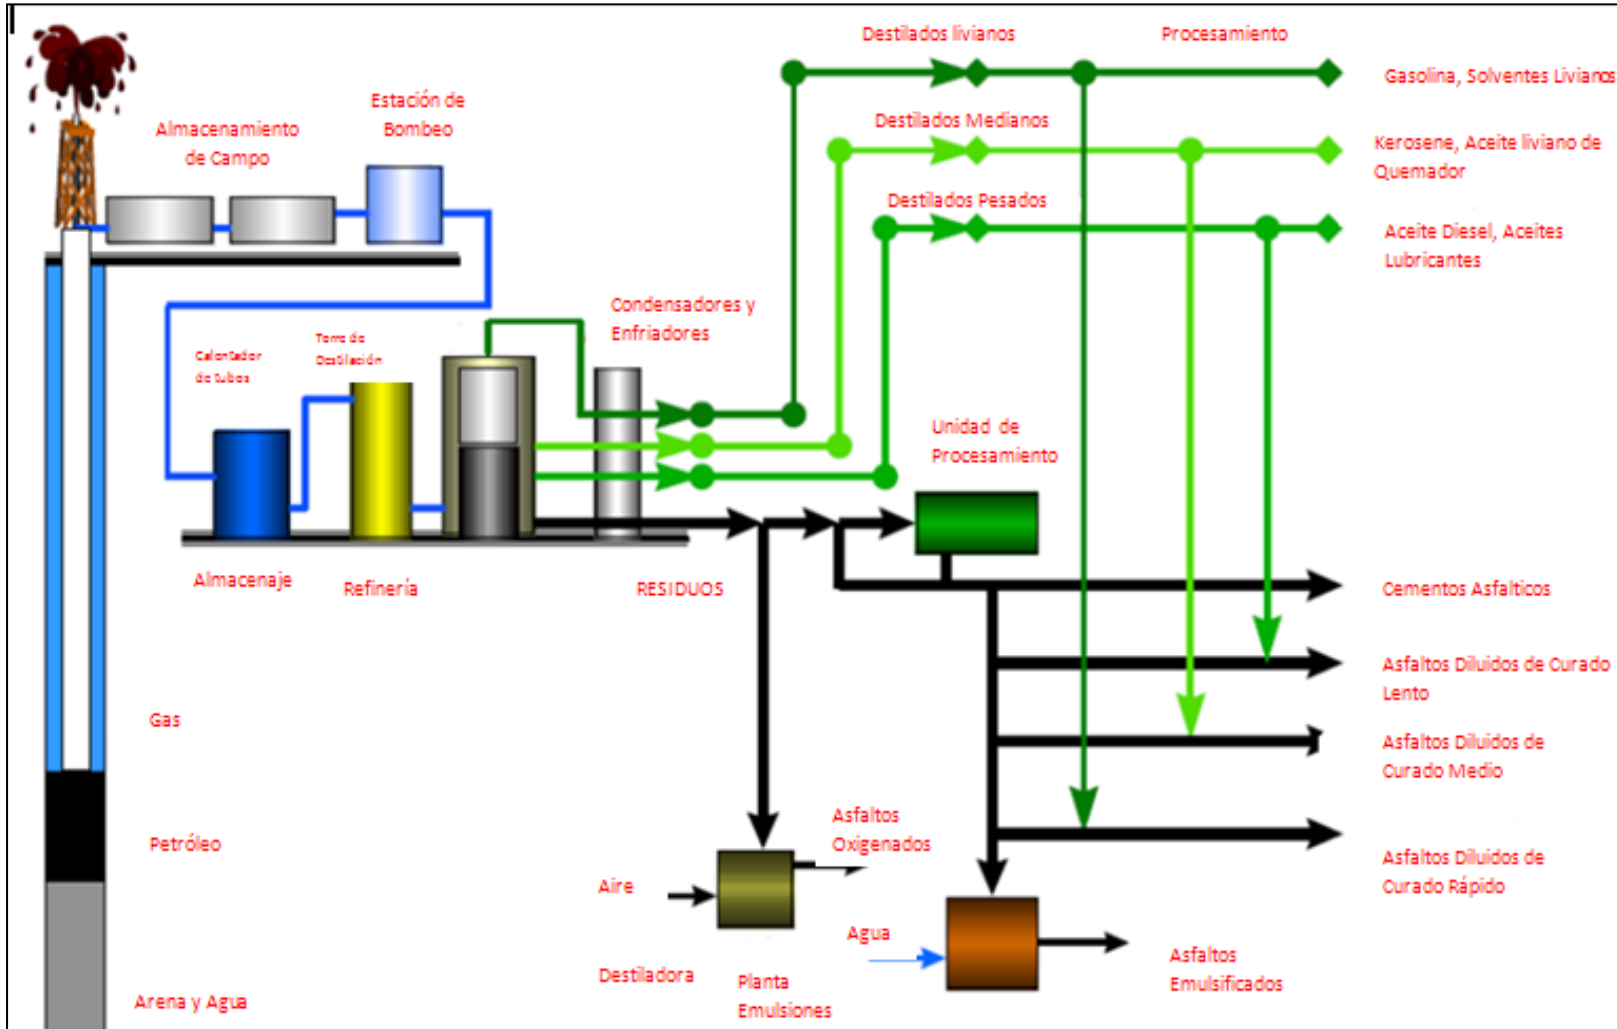 Destilados livianos
Procesamiento
Gasolina, Solventes Livianos
Estación de
Bombeo
Almacenamiento
de Campo
Destilados Medianos
Kerosene, Aceite liviano de
Quemador
Destilados Pesados
Aceite Diesel, Aceites
Lubricantes
Condensadores y
Enfriadores
Torre de
Destilación
Calentador
de tubos
Unidad de
Procesamiento
Almacenaje
Refinería
RESIDUOS
Cementos Asfalticos
Asfaltos Diluidos de Curado
Lento
Gas
Asfaltos Diluidos de
Curado Medio
Petróleo
Asfaltos
Oxigenados
Asfaltos Diluidos de
Curado Rápido
Aire
Agua
Destiladora
Planta
Emulsiones
Asfaltos
Emulsificados
Arena y Agua